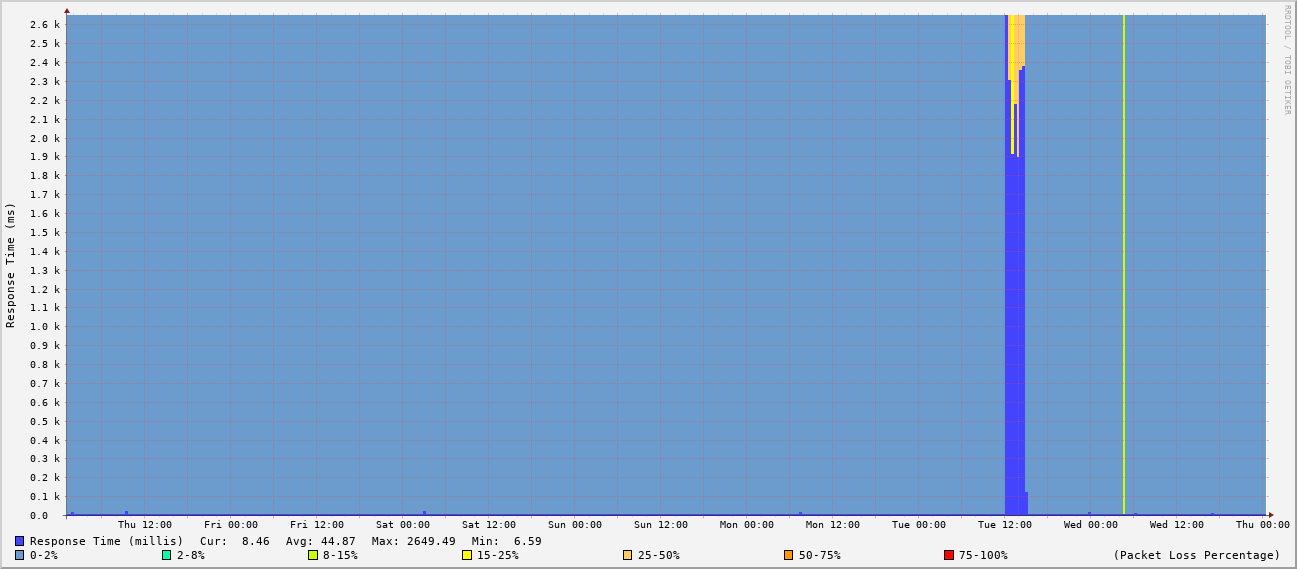 RRDTOOL / TOBI OETIKER
Response Time (ms)
2.6 k
2.5 k
2.4 k
2.3 k
2.2 k
2.1 k
2.0 k
1.9 k
1.8 k
1.7 k
1.6 k
1.5 k
1.4 k
1.3 k
1.2 k
1.1 k
1.0 k
0.9 k
0.8 k
0.7 k
0.6 k
0.5 k
0.4 k
0.3 k
0.2 k
0.1 k
0.0
Thu 12:00 Fri 00:00 Fri 12:00 Sat 00:00 Sat 12:00 Sun 00:00 Sun 12:00 Mon 00:00 Mon 12:00 Tue 00:00 Tue 12:00 Wed 00:00 Wed 12:00 Thu 00:00
Response Time (millis) Cur: 8.46 Avg: 44.87 Max: 2649.49 Min: 6.59
0-2% 2-8% 8-15% 15-25% 25-50% 50-75% 75-100% (Packet Loss Percentage)